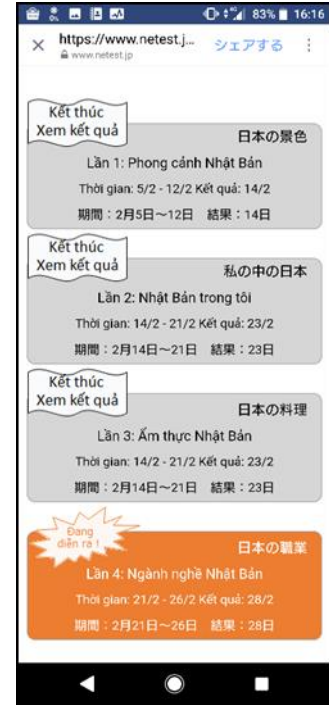 83% 16:16
https://www.netest.j...
www.netest.jp
シェアする
Kết thúc
Xem kết quả
日本の景色
Lần 1: Phong cảnh Nhật Bản
Thời gian: 5/2 - 12/2 Kết quả: 14/2
期間：2月5日～12日 結果：14日
Kết thúc
Xem kết quả
私の中の日本
Lần 2: Nhật Bản trong tôi
Thời gian: 14/2 - 21/2 Kết quả: 23/2
期間：2月14日～21日 結果：23日
Kết thúc
Xem kết quả
日本の料理
Lần 3: Ẩm thực Nhật Bản
Thời gian: 14/2 - 21/2 Kết quả: 23/2
期間：2月14日～21日 結果：23日
Đang
diễn ra !
日本の職業
Lần 4: Ngành nghề Nhật Bản
Thời gian: 21/2 - 26/2 Kết quả: 28/2
期間：2月21日～26日 結果：28日